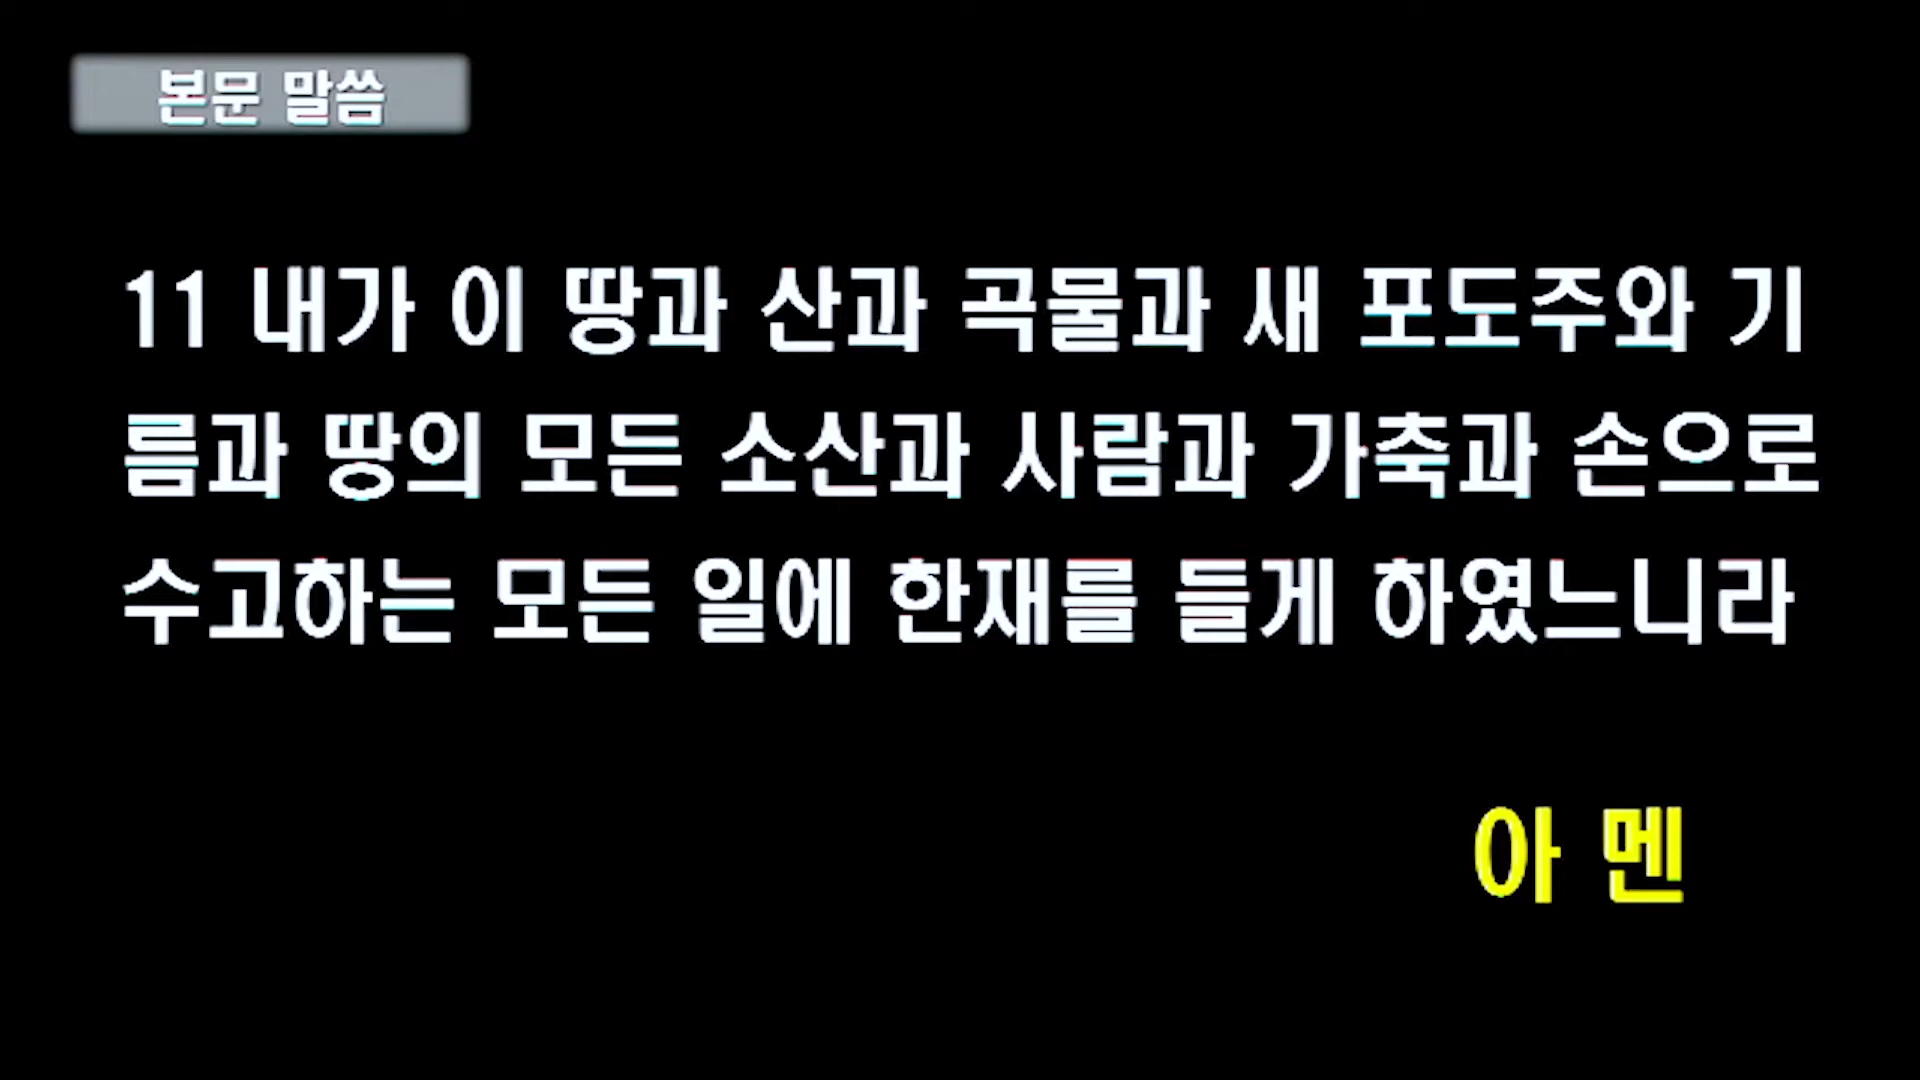 본문 말씀
11 내가 이 땅과 산과 곡물과 새 포도주와 기
름과 땅의 모든 소산과 사람과 가축과 손으로
수고하는 모든 일에 한재를 들게 하였느니라
아 멘